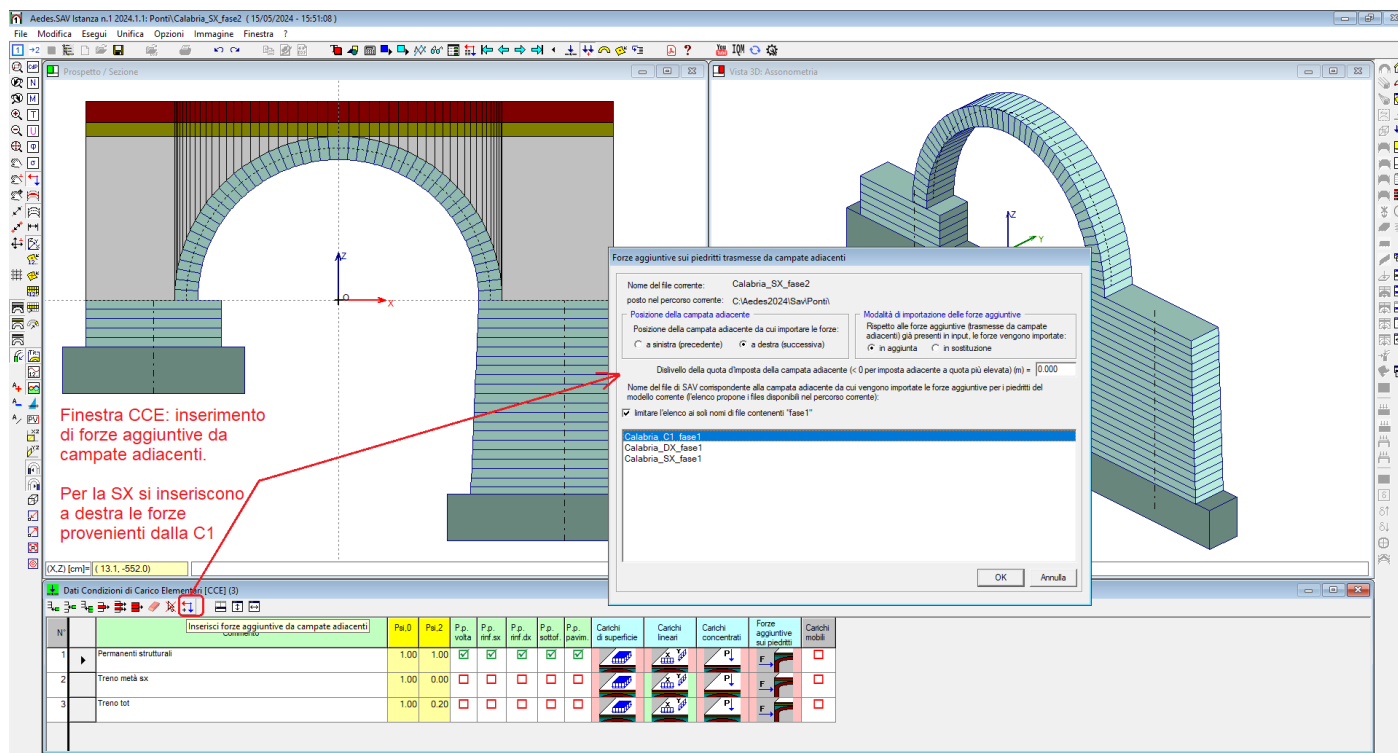 Aedes.SAV Istanza n.1 2024.1.1: Ponti\Calabria_SX_fase2 ( 15/05/2024 - 15:51:08 )
File Modifica Esegui Unifica Opzioni Immagine Finestra ?
Prospetto / Sezione
Vista 3D: Assonometria
Z
O
X
Z
Y
Finestra CCE: inserimento
di forze aggiuntive da
campate adiacenti.
Per la SX si inseriscono
a destra le forze
provenienti dalla C1
Forze aggiuntive sui piedritti trasmesse da campate adiacenti
Nome del file corrente: Calabria_SX_fase2
posto nel percorso corrente: C:\Aedes2024\Sav\Ponti\
Posizione della campata adiacente
Posizione della campata adiacente da cui importare le forze:
a sinistra (precedente) a destra (successiva)
Modalità di importazione delle forze aggiuntive
Rispetto alle forze aggiuntive (trasmesse da campate
adiacenti) già presenti in input, le forze vengono importate:
in aggiunta in sostituzione
Dislivello della quota d'imposta della campata adiacente (< 0 per imposta adiacente a quota più elevata) (m) = 0.000
Nome del file di SAV corrispondente alla campata adiacente da cui vengono importate le forze aggiuntive per i piedritti del
modello corrente (l'elenco propone i files disponibili nel percorso corrente):
limitare l'elenco ai soli nomi di file contenenti "fase1"
Calabria_C1_fase1
Calabria_DX_fase1
Calabria_SX_fase1
OK Annulla
(X,Z) [cm]= ( 13.1, -552.0)
Dati Condizioni di Carico Elementari [CCE] (3)
Inserisci forze aggiuntive da campate adiacenti
N° Commento Psi,0 Psi,2 P.p. volta P.p. rinf.sx P.p. rinf.dx P.p. sottof. P.p. pavim. Carichi di superficie Carichi lineari Carichi concentrati Forze aggiuntive sui piedritti Carichi mobili
1 Permanenti strutturali 1.00 1.00
2 Treno metà sx 1.00 0.00
3 Treno tot 1.00 0.20